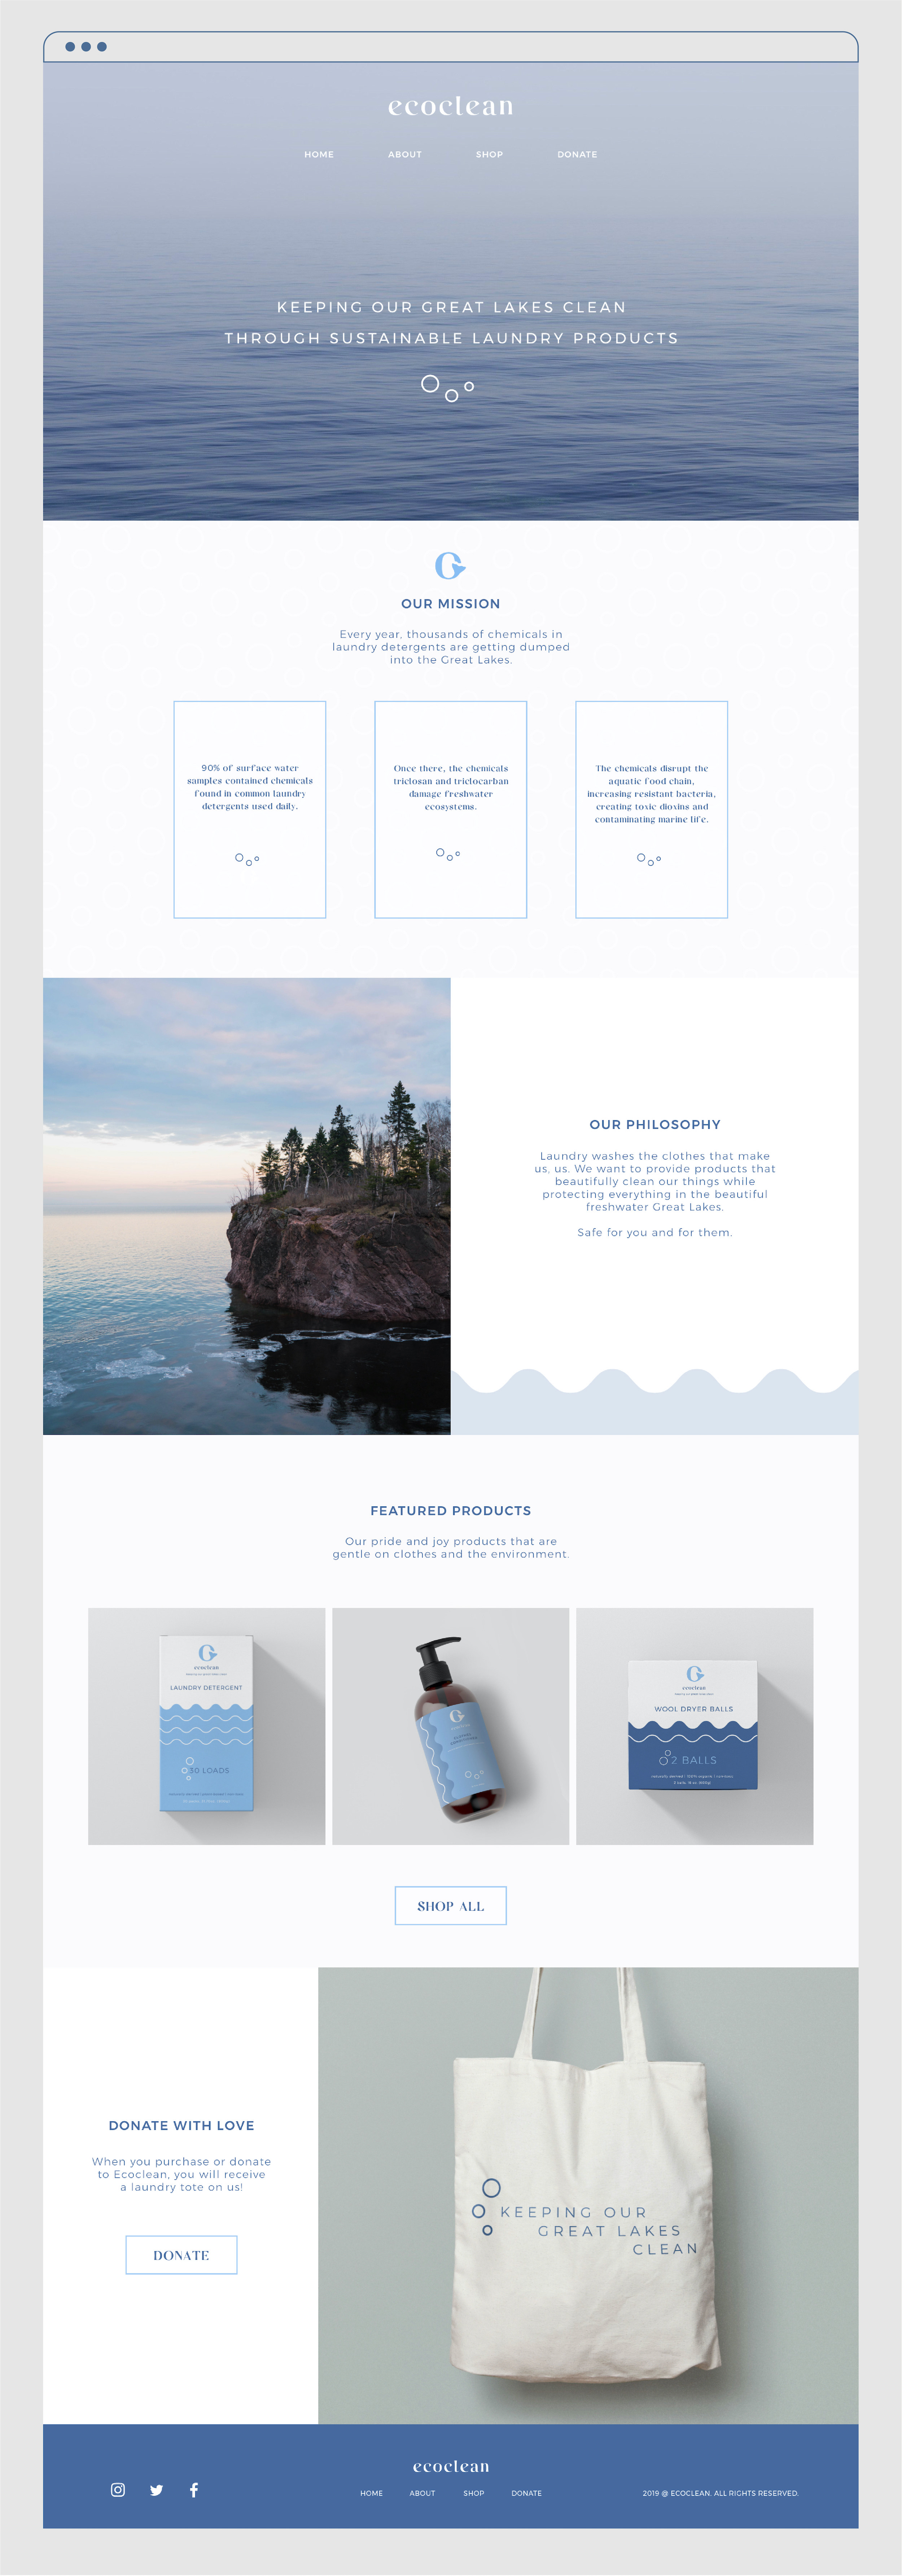 ecoclean
HOME ABOUT SHOP DONATE
KEEPING OUR GREAT LAKES CLEAN
THROUGH SUSTAINABLE LAUNDRY PRODUCTS
OUR MISSION
Every year, thousands of chemicals in
laundry detergents are getting dumped
into the Great Lakes.
90% of surface water
samples contained chemicals
found in common laundry
detergents used daily.
Once there, the chemicals
triclosan and triclocarban
damage freshwater
ecosystems.
The chemicals disrupt the
aquatic food chain,
increasing resistant bacteria,
creating toxic dioxins and
contaminating marine life.
OUR PHILOSOPHY
Laundry washes the clothes that make
us, us. We want to provide products that
beautifully clean our things while
protecting everything in the beautiful
freshwater Great Lakes.
Safe for you and for them.
FEATURED PRODUCTS
Our pride and joy products that are
gentle on clothes and the environment.
ecoclean
LAUNDRY DETERGENT
30 LOADS
ecoclean
WOOL DRYER BALLS
2 BALLS
SHOP ALL
DONATE WITH LOVE
When you purchase or donate
to Ecoclean, you will receive
a laundry tote on us!
DONATE
KEEPING OUR
GREAT LAKES
CLEAN
ecoclean
HOME ABOUT SHOP DONATE
2019 @ ECOCLEAN. ALL RIGHTS RESERVED.